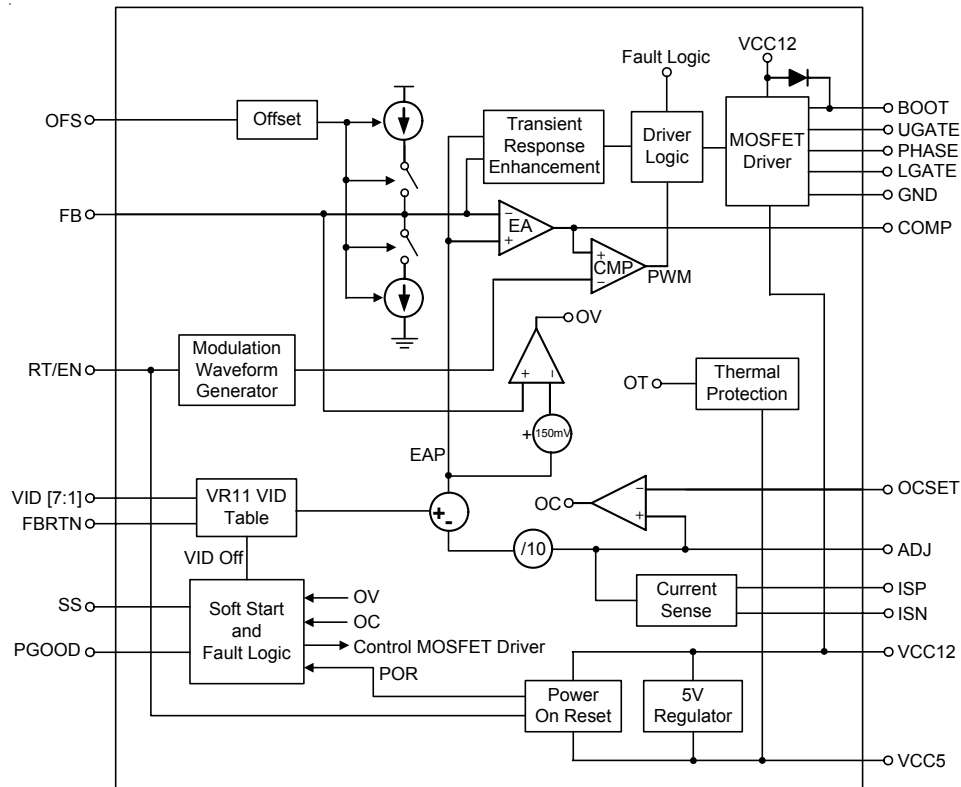 VCC12
Fault Logic
OFS
Offset
Transient
Response
Enhancement
Driver
Logic
MOSFET
Driver
BOOT
UGATE
PHASE
LGATE
GND
FB
−
EA
+
COMP
+
CMP
−
PWM
OV
RT/EN
Modulation
Waveform
Generator
+ −
OT
Thermal
Protection
+
150mV
EAP
VID [7:1]
FBRTN
VR11 VID
Table
+
-
OC
−
+
OCSET
VID Off
/10
ADJ
SS
PGOOD
Soft Start
and
Fault Logic
OV
OC
Control MOSFET Driver
POR
Current
Sense
ISP
ISN
VCC12
Power
On Reset
5V
Regulator
VCC5